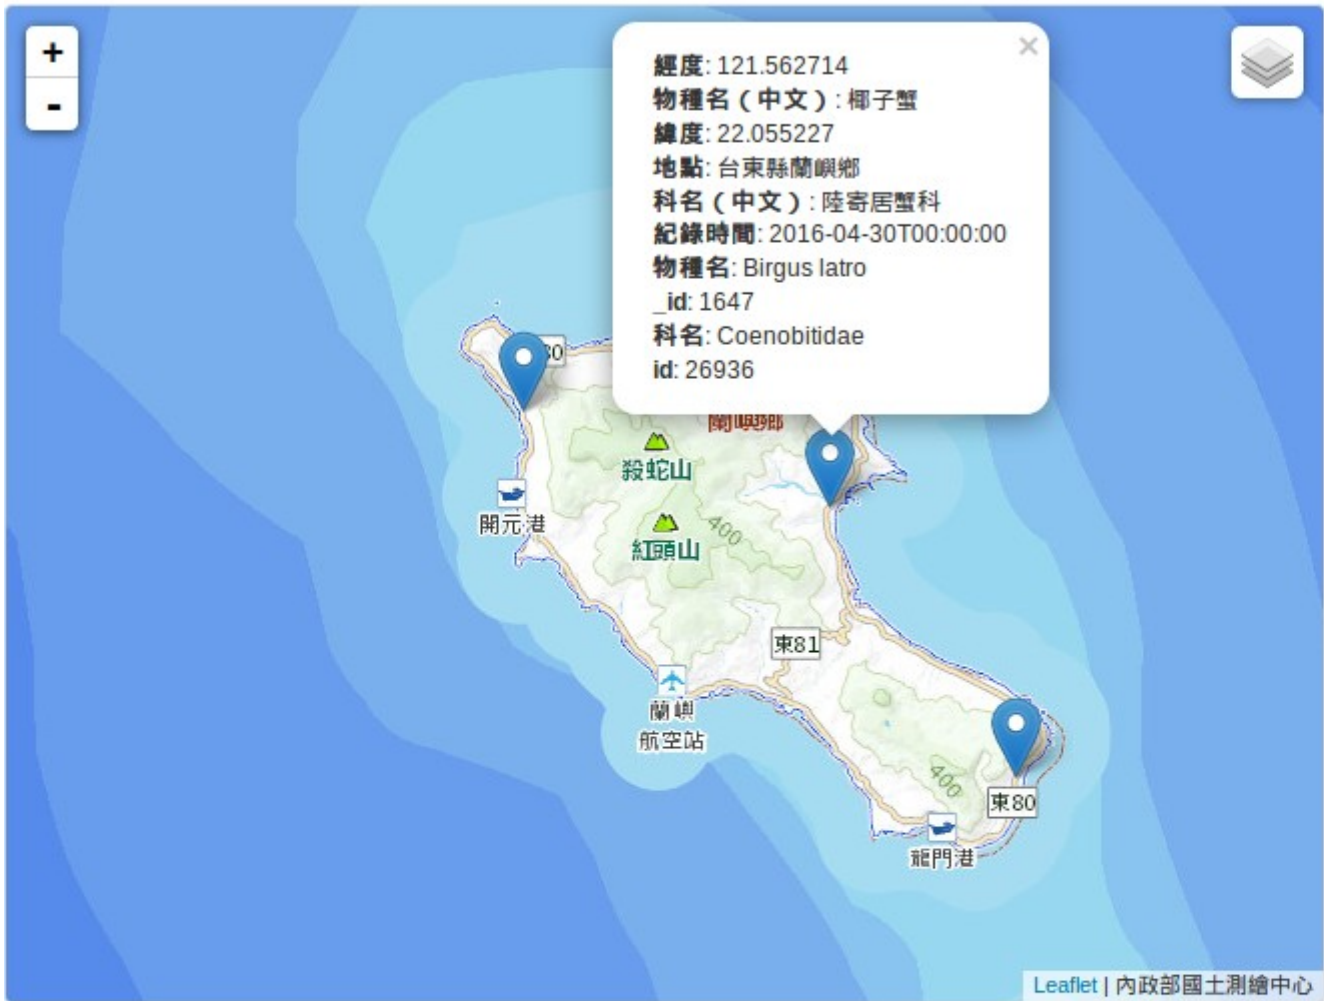 +
-
×
經度: 121.562714
物種名（中文）: 椰子蟹
緯度: 22.055227
地點: 台東縣蘭嶼鄉
科名（中文）: 陸寄居蟹科
紀錄時間: 2016-04-30T00:00:00
物種名: Birgus latro
_id: 1647
科名: Coenobitidae
id: 26936
80
蘭嶼鄉
殺蛇山
開元港
400
紅頭山
東81
蘭嶼
航空站
400
東80
龍門港
Leaflet | 內政部國土測繪中心